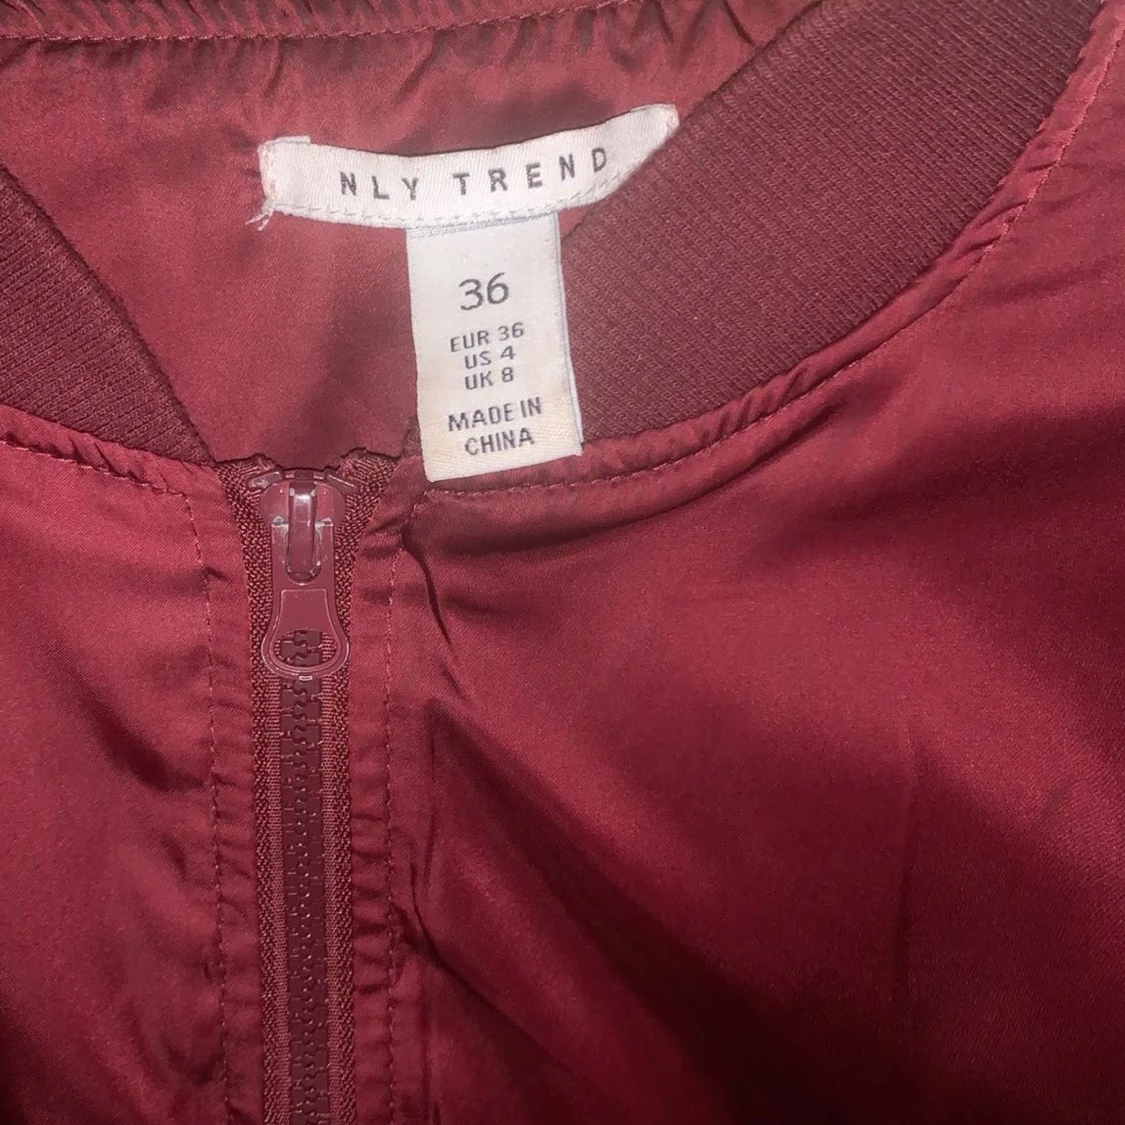 NLY TREND
36
EUR 36
US 4
UK 8
MADE IN
CHINA